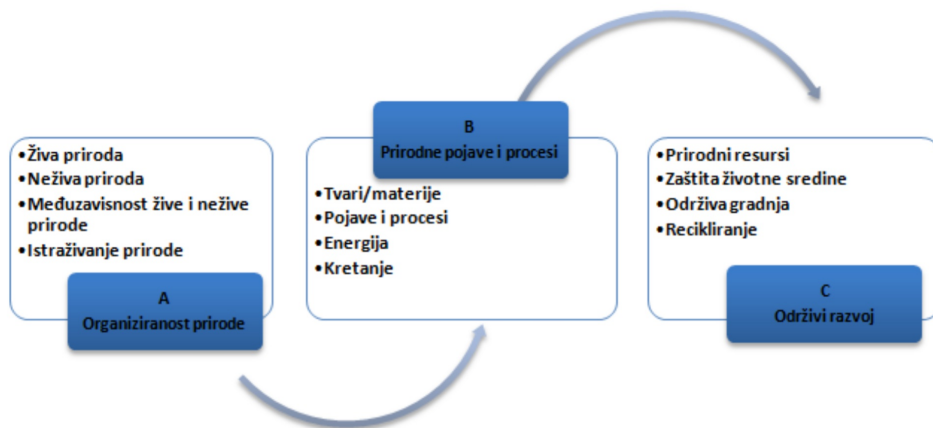 •Živa priroda
•Neživa priroda
•Međuzavisnost žive i nežive
prirode
•Istraživanje prirode
A
Organiziranost prirode
B
Prirodne pojave i procesi
•Tvari/materije
•Pojave i procesi
•Energija
•Kretanje
•Prirodni resursi
•Zaštita životne sredine
•Održiva gradnja
•Recikliranje
C
Održivi razvoj